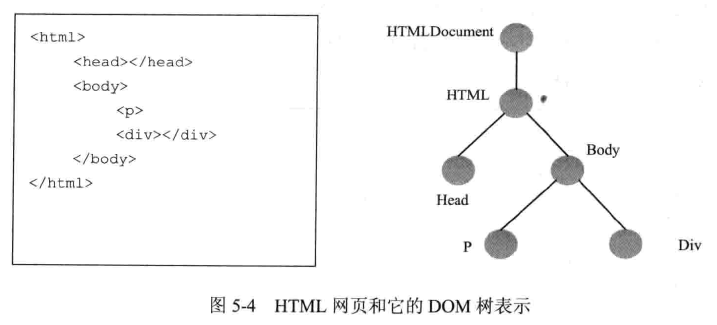 <html>
<head></head>
<body>
<p>
<div></div>
</body>
</html>
HTMLDocument
HTML
Body
Head
P
Div
图 5-4 HTML 网页和它的 DOM 树表示